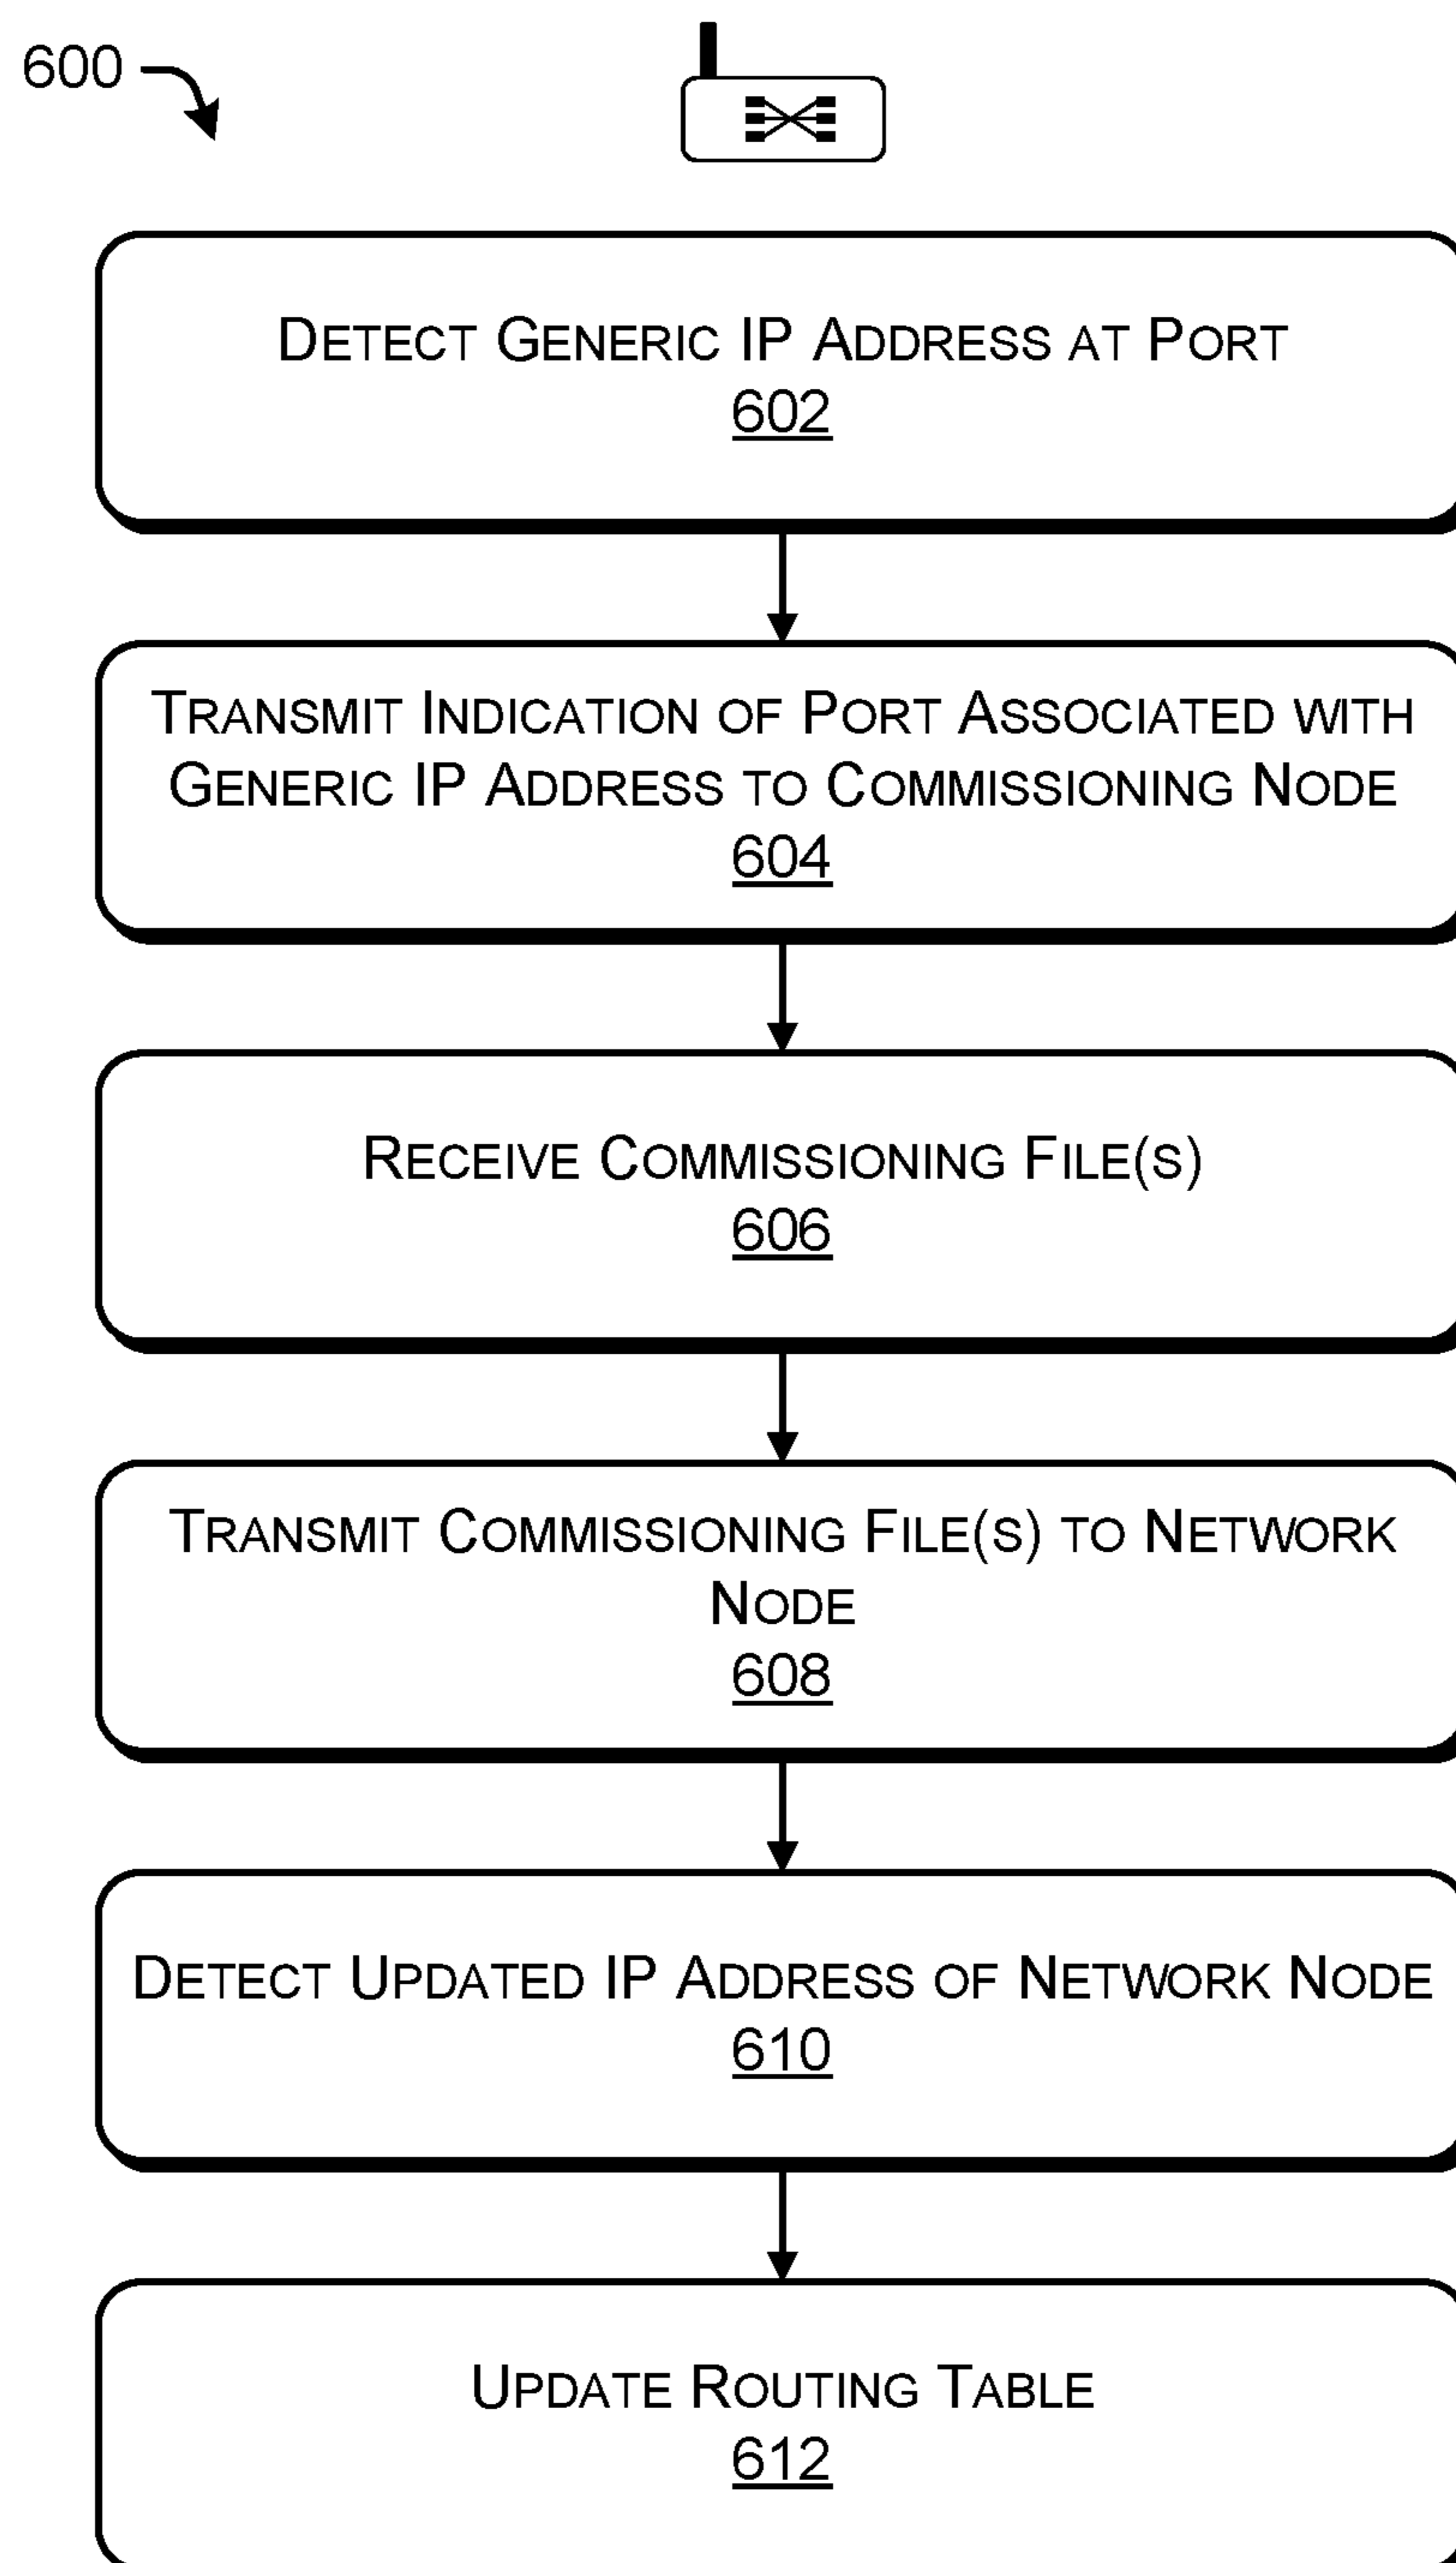 600
Detect Generic IP Address at Port
602
Transmit Indication of Port Associated with
Generic IP Address to Commissioning Node
604
Receive Commissioning File(s)
606
Transmit Commissioning File(s) to Network
Node
608
Detect Updated IP Address of Network Node
610
Update Routing Table
612